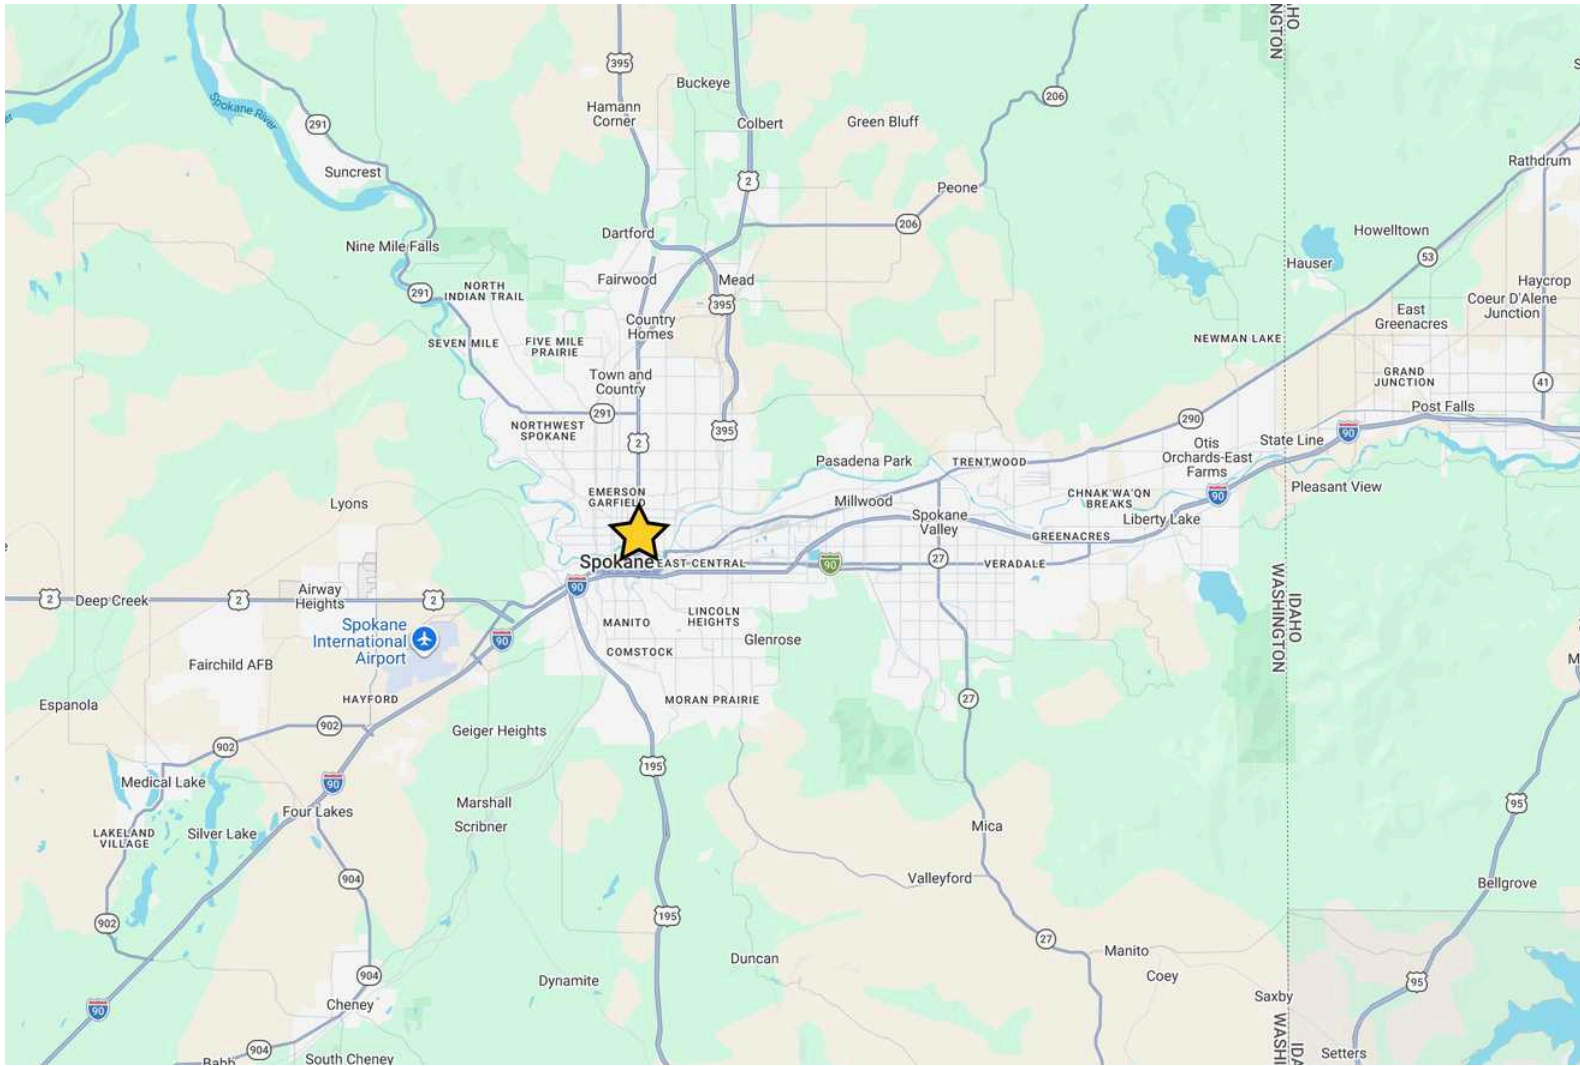 HO
NGTON
395
Buckeye
206
Spokane River
Hamann
Corner
291
Colbert
Green Bluff
Rathdrum
Suncrest
2
Peone
206
Dartford
Howelltown
Nine Mile Falls
53
Hauser
Fairwood
Mead
Haycrop
291
NORTH
INDIAN TRAIL
395
Coeur D'Alene
Junction
East
Greenacres
Country
Homes
SEVEN MILE
FIVE MILE
PRAIRIE
NEWMAN LAKE
Town and
Country
GRAND
JUNCTION
41
291
Post Falls
290
NORTHWEST
SPOKANE
395
2
90
State Line
Otis
Orchards-East
Farms
Pasadena Park
TRENTWOOD
Pleasant View
EMERSON
GARFIELD
CHNAK'WA'QN
BREAKS
90
Lyons
Millwood
Spokane
Valley
Liberty Lake
GREENACRES
Spokane
EAST CENTRAL
90
27
VERADALE
90
2
Deep Creek
2
Airway
Heights
2
WASHINGTON
IDAHO
Spokane
International
Airport
90
MANITO
LINCOLN
HEIGHTS
Glenrose
COMSTOCK
Fairchild AFB
M
HAYFORD
MORAN PRAIRIE
27
Espanola
902
Geiger Heights
902
195
Medical Lake
90
Marshall
95
Four Lakes
Scribner
Mica
LAKELAND
VILLAGE
Silver Lake
904
Valleyford
Bellgrove
902
195
27
Duncan
Manito
904
Dynamite
Coey
95
Cheney
Saxby
90
904
South Cheney
Babb
Setters
WASHI
IDA